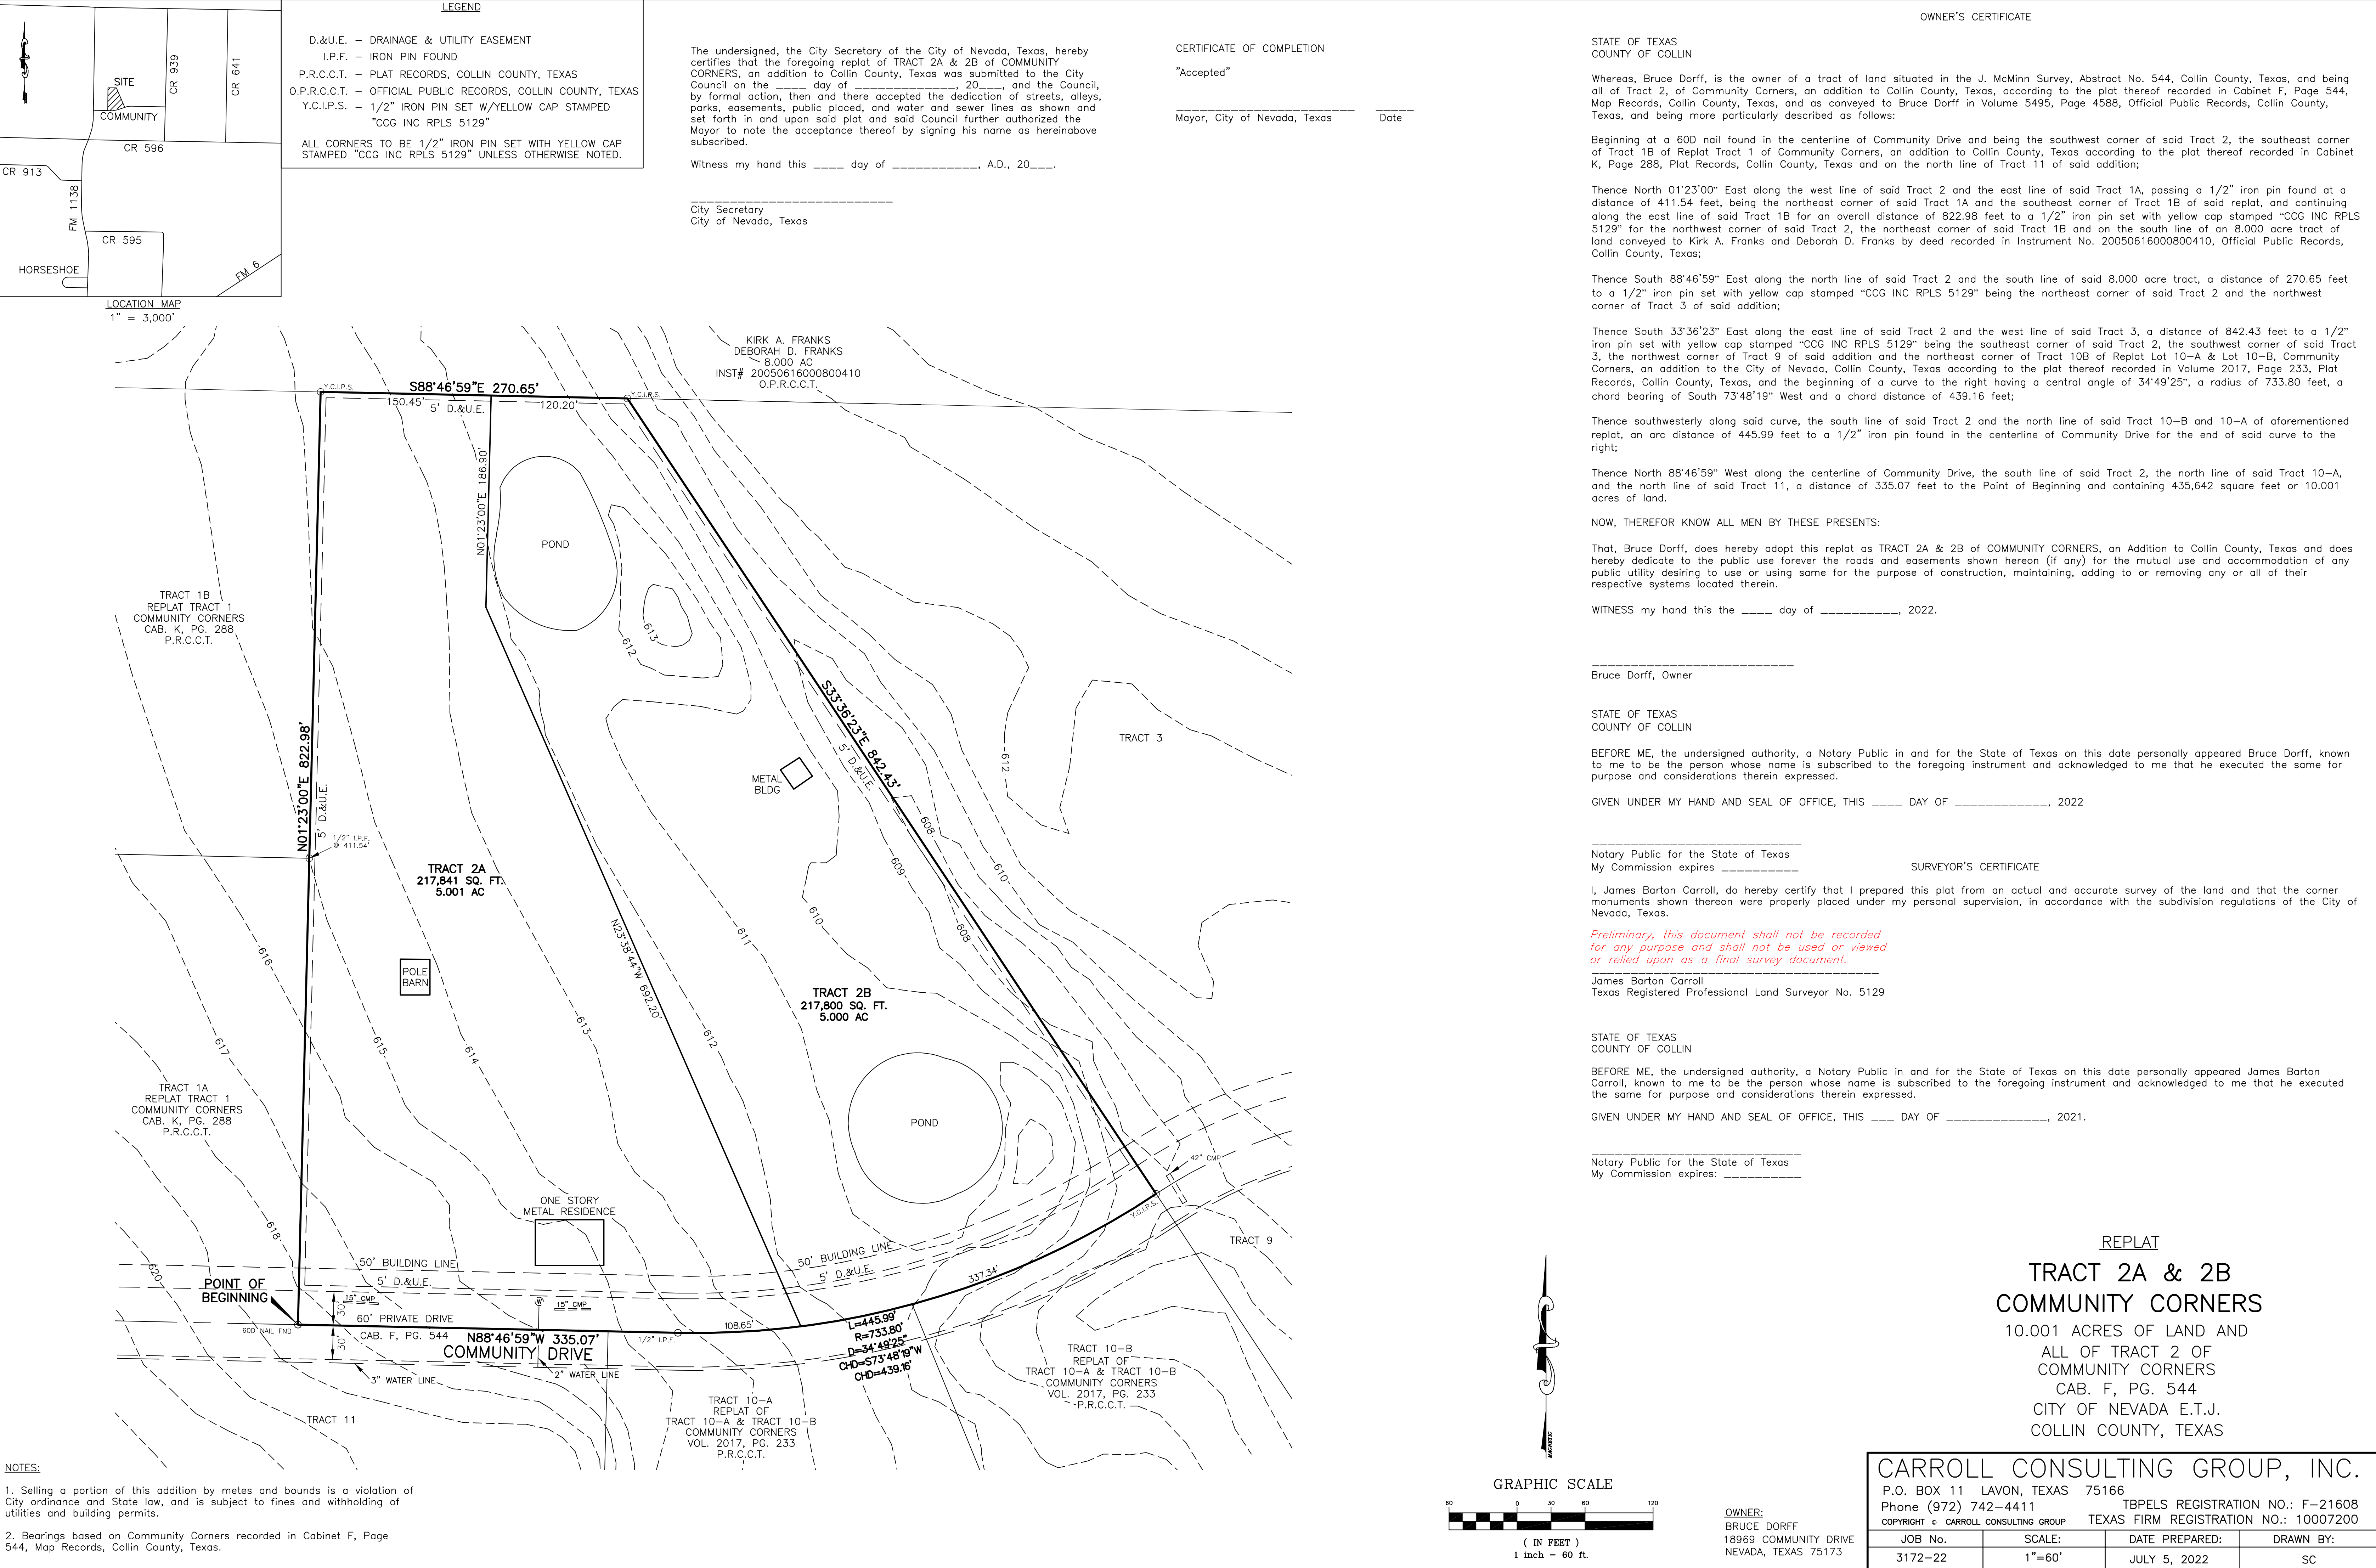 LEGEND
D.&U.E. – DRAINAGE & UTILITY EASEMENT
I.P.F. – IRON PIN FOUND
P.R.C.C.T. – PLAT RECORDS, COLLIN COUNTY, TEXAS
O.P.R.C.C.T. – OFFICIAL PUBLIC RECORDS, COLLIN COUNTY, TEXAS
Y.C.I.P.S. – 1/2" IRON PIN SET W/YELLOW CAP STAMPED
"CCG INC RPLS 5129"
ALL CORNERS TO BE 1/2" IRON PIN SET WITH YELLOW CAP
STAMPED "CCG INC RPLS 5129" UNLESS OTHERWISE NOTED.
SITE
COMMUNITY
CR 939
CR 641
CR 596
CR 913
FM 1138
CR 595
HORSESHOE
FM 6
LOCATION MAP
1" = 3,000'
The undersigned, the City Secretary of the City of Nevada, Texas, hereby
certifies that the foregoing replat of TRACT 2A & 2B of COMMUNITY
CORNERS, an addition to Collin County, Texas was submitted to the City
Council on the ____ day of _____________, 20___, and the Council,
by formal action, then and there accepted the dedication of streets, alleys,
parks, easements, public placed, and water and sewer lines as shown and
set forth in and upon said plat and said Council further authorized the
Mayor to note the acceptance thereof by signing his name as hereinabove
subscribed.
Witness my hand this ____ day of ___________, A.D., 20___.
City Secretary
City of Nevada, Texas
CERTIFICATE OF COMPLETION
"Accepted"
Mayor, City of Nevada, Texas Date
KIRK A. FRANKS
DEBORAH D. FRANKS
8.000 AC
INST# 20050616000800410
O.P.R.C.C.T.
Y.C.I.P.S.
S88°46'59"E 270.65'
Y.C.I.P.S.
150.45'
5' D.&U.E.
120.20'
N01°23'00"E 186.90'
POND
613
612
TRACT 1B
REPLAT TRACT 1
COMMUNITY CORNERS
CAB. K, PG. 288
P.R.C.C.T.
S33°36'23"E 842.43'
5' D.&U.E.
TRACT 3
612
METAL
BLDG
N01°23'00"E 822.98'
5' D.&U.E.
1/2" I.P.F.
@ 411.54'
608
609
610
TRACT 2A
217,841 SQ. FT.
5.001 AC
610
611
608
616
POLE
BARN
N23°38'44"W 692.20'
TRACT 2B
217,800 SQ. FT.
5.000 AC
617
615
614
613
612
TRACT 1A
REPLAT TRACT 1
COMMUNITY CORNERS
CAB. K, PG. 288
P.R.C.C.T.
POND
42" CMP
Y.C.I.P.S.
ONE STORY
METAL RESIDENCE
618
620
TRACT 9
50' BUILDING LINE
5' D.&U.E.
50' BUILDING LINE
5' D.&U.E.
337.34'
POINT OF
BEGINNING
15" CMP
15" CMP
W
30'
30'
60' PRIVATE DRIVE
CAB. F, PG. 544
60D NAIL FND
N88°46'59"W 335.07'
1/2" I.P.F.
108.65'
COMMUNITY DRIVE
L=445.99'
R=733.80'
D=34°49'25"
CHD=S73°48'19"W
CHD=439.16'
3" WATER LINE
2" WATER LINE
TRACT 11
TRACT 10–A
REPLAT OF
TRACT 10–A & TRACT 10–B
COMMUNITY CORNERS
VOL. 2017, PG. 233
P.R.C.C.T.
TRACT 10–B
REPLAT OF
TRACT 10–A & TRACT 10–B
COMMUNITY CORNERS
VOL. 2017, PG. 233
P.R.C.C.T.
NOTES:
1. Selling a portion of this addition by metes and bounds is a violation of
City ordinance and State law, and is subject to fines and withholding of
utilities and building permits.
2. Bearings based on Community Corners recorded in Cabinet F, Page
544, Map Records, Collin County, Texas.
OWNER'S CERTIFICATE
STATE OF TEXAS
COUNTY OF COLLIN
Whereas, Bruce Dorff, is the owner of a tract of land situated in the J. McMinn Survey, Abstract No. 544, Collin County, Texas, and being
all of Tract 2, of Community Corners, an addition to Collin County, Texas, according to the plat thereof recorded in Cabinet F, Page 544,
Map Records, Collin County, Texas, and as conveyed to Bruce Dorff in Volume 5495, Page 4588, Official Public Records, Collin County,
Texas, and being more particularly described as follows:
Beginning at a 60D nail found in the centerline of Community Drive and being the southwest corner of said Tract 2, the southeast corner
of Tract 1B of Replat Tract 1 of Community Corners, an addition to Collin County, Texas according to the plat thereof recorded in Cabinet
K, Page 288, Plat Records, Collin County, Texas and on the north line of Tract 11 of said addition;
Thence North 01°23'00" East along the west line of said Tract 2 and the east line of said Tract 1A, passing a 1/2" iron pin found at a
distance of 411.54 feet, being the northeast corner of said Tract 1A and the southeast corner of Tract 1B of said replat, and continuing
along the east line of said Tract 1B for an overall distance of 822.98 feet to a 1/2" iron pin set with yellow cap stamped "CCG INC RPLS
5129" for the northwest corner of said Tract 2, the northeast corner of said Tract 1B and on the south line of an 8.000 acre tract of
land conveyed to Kirk A. Franks and Deborah D. Franks by deed recorded in Instrument No. 20050616000800410, Official Public Records,
Collin County, Texas;
Thence South 88°46'59" East along the north line of said Tract 2 and the south line of said 8.000 acre tract, a distance of 270.65 feet
to a 1/2" iron pin set with yellow cap stamped "CCG INC RPLS 5129" being the northeast corner of said Tract 2 and the northwest
corner of Tract 3 of said addition;
Thence South 33°36'23" East along the east line of said Tract 2 and the west line of said Tract 3, a distance of 842.43 feet to a 1/2"
iron pin set with yellow cap stamped "CCG INC RPLS 5129" being the southeast corner of said Tract 2, the southwest corner of said Tract
3, the northwest corner of Tract 9 of said addition and the northeast corner of Tract 10B of Replat Lot 10–A & Lot 10–B, Community
Corners, an addition to the City of Nevada, Collin County, Texas according to the plat thereof recorded in Volume 2017, Page 233, Plat
Records, Collin County, Texas, and the beginning of a curve to the right having a central angle of 34°49'25", a radius of 733.80 feet, a
chord bearing of South 73°48'19" West and a chord distance of 439.16 feet;
Thence southwesterly along said curve, the south line of said Tract 2 and the north line of said Tract 10–B and 10–A of aforementioned
replat, an arc distance of 445.99 feet to a 1/2" iron pin found in the centerline of Community Drive for the end of said curve to the
right;
Thence North 88°46'59" West along the centerline of Community Drive, the south line of said Tract 2, the north line of said Tract 10–A,
and the north line of said Tract 11, a distance of 335.07 feet to the Point of Beginning and containing 435,642 square feet or 10.001
acres of land.
NOW, THEREFOR KNOW ALL MEN BY THESE PRESENTS:
That, Bruce Dorff, does hereby adopt this replat as TRACT 2A & 2B of COMMUNITY CORNERS, an Addition to Collin County, Texas and does
hereby dedicate to the public use forever the roads and easements shown hereon (if any) for the mutual use and accommodation of any
public utility desiring to use or using same for the purpose of construction, maintaining, adding to or removing any or all of their
respective systems located therein.
WITNESS my hand this the ____ day of __________, 2022.
Bruce Dorff, Owner
STATE OF TEXAS
COUNTY OF COLLIN
BEFORE ME, the undersigned authority, a Notary Public in and for the State of Texas on this date personally appeared Bruce Dorff, known
to me to be the person whose name is subscribed to the foregoing instrument and acknowledged to me that he executed the same for
purpose and considerations therein expressed.
GIVEN UNDER MY HAND AND SEAL OF OFFICE, THIS ____ DAY OF ____________, 2022
Notary Public for the State of Texas
My Commission expires __________
SURVEYOR'S CERTIFICATE
I, James Barton Carroll, do hereby certify that I prepared this plat from an actual and accurate survey of the land and that the corner
monuments shown thereon were properly placed under my personal supervision, in accordance with the subdivision regulations of the City of
Nevada, Texas.
Preliminary, this document shall not be recorded
for any purpose and shall not be used or viewed
or relied upon as a final survey document.
James Barton Carroll
Texas Registered Professional Land Surveyor No. 5129
STATE OF TEXAS
COUNTY OF COLLIN
BEFORE ME, the undersigned authority, a Notary Public in and for the State of Texas on this date personally appeared James Barton
Carroll, known to me to be the person whose name is subscribed to the foregoing instrument and acknowledged to me that he executed
the same for purpose and considerations therein expressed.
GIVEN UNDER MY HAND AND SEAL OF OFFICE, THIS ___ DAY OF _____________, 2021.
Notary Public for the State of Texas
My Commission expires: __________
REPLAT
TRACT 2A & 2B
COMMUNITY CORNERS
10.001 ACRES OF LAND AND
ALL OF TRACT 2 OF
COMMUNITY CORNERS
CAB. F, PG. 544
CITY OF NEVADA E.T.J.
COLLIN COUNTY, TEXAS
MAGNETIC
GRAPHIC SCALE
60 0 30 60 120
( IN FEET )
1 inch = 60 ft.
OWNER:
BRUCE DORFF
18969 COMMUNITY DRIVE
NEVADA, TEXAS 75173
CARROLL CONSULTING GROUP, INC.
P.O. BOX 11 LAVON, TEXAS 75166
Phone (972) 742–4411 TBPELS REGISTRATION NO.: F–21608
COPYRIGHT © CARROLL CONSULTING GROUP TEXAS FIRM REGISTRATION NO.: 10007200
JOB No. SCALE: DATE PREPARED: DRAWN BY:
3172–22 1"=60' JULY 5, 2022 SC